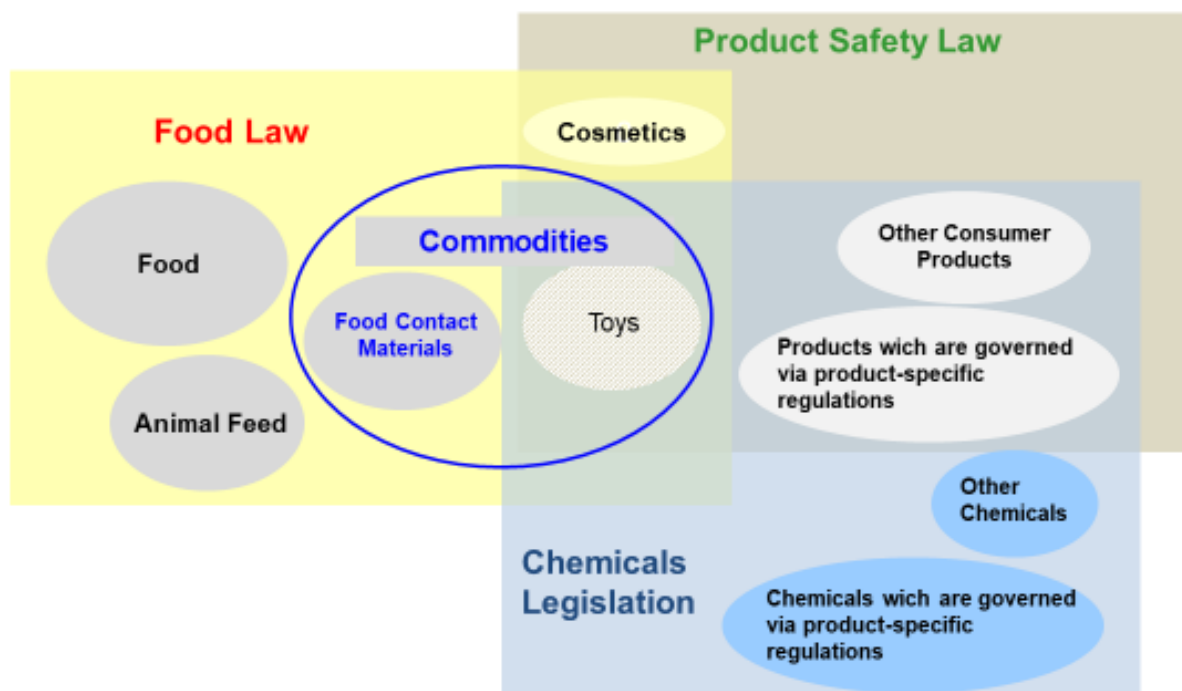 Product Safety Law
Food Law
Cosmetics
Commodities
Food
Food Contact
Materials
Toys
Animal Feed
Other Consumer
Products
Products wich are governed
via product-specific
regulations
Other
Chemicals
Chemicals
Legislation
Chemicals wich are governed
via product-specific
regulations